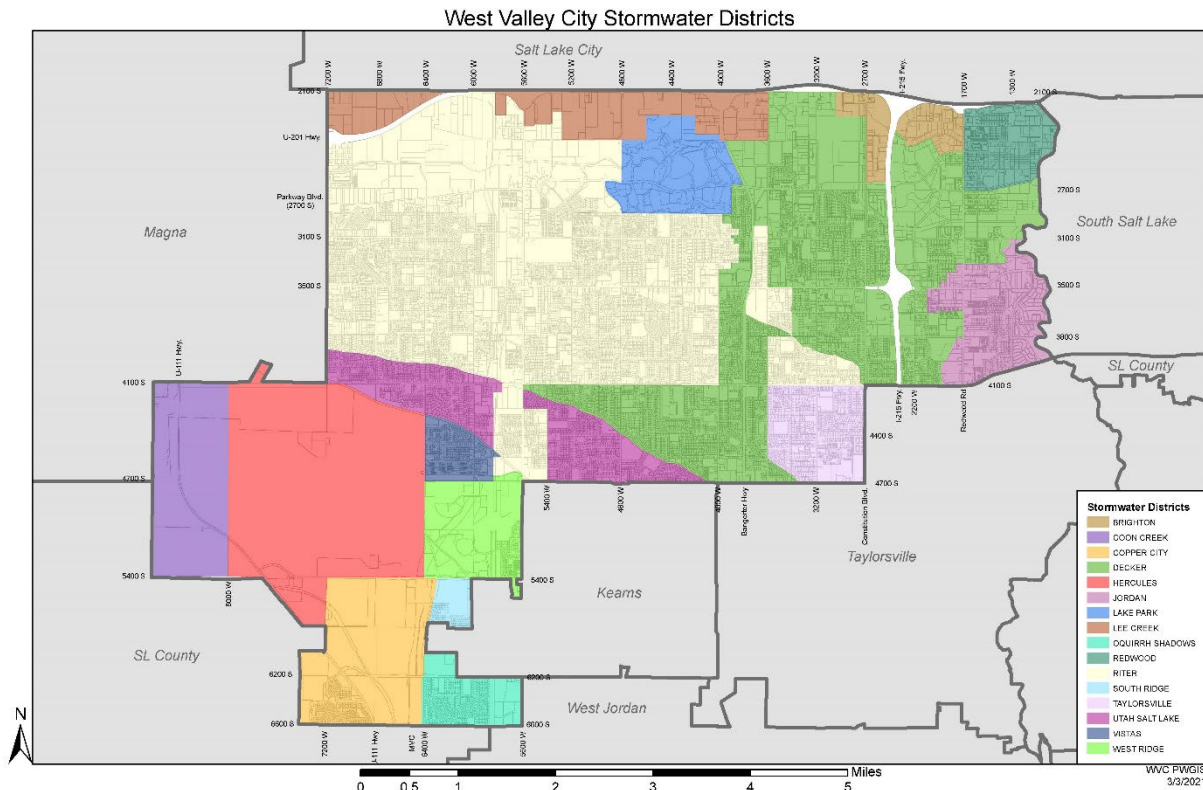 West Valley City Stormwater Districts
Salt Lake City
7200 W
6800 W
6400 W
6000 W
5600 W
5200 W
4800 W
4400 W
4000 W
3600 W
3200 W
2700 W
I-215 Fwy.
1700 W
1300 W
2100 S
2100 S
U-201 Hwy.
Parkway Blvd.
(2700 S)
2700 S
Magna
South Salt Lake
3100 S
3100 S
3500 S
3500 S
3800 S
SL County
U-111 Hwy.
4100 S
4100 S
I-215 Fwy.
2200 W
Redwood Rd.
4400 S
4700 S
4700 S
5400 W
4800 W
4000 W
Bangerter Hwy.
3200 W
Constitution Blvd.
Taylorsville
5400 S
5400 S
8000 W
Kearns
SL County
6200 S
6200 S
West Jordan
6600 S
6600 S
7200 W
U-111 Hwy
MVC
6400 W
5600 W
N
Stormwater Districts
BRIGHTON
COON CREEK
COPPER CITY
DECKER
HERCULES
JORDAN
LAKE PARK
LEE CREEK
OQUIRRH SHADOWS
REDWOOD
RITER
SOUTH RIDGE
TAYLORSVILLE
UTAH SALT LAKE
VISTAS
WEST RIDGE
Miles
0 0.5 1 2 3 4 5
WVC PWGIS